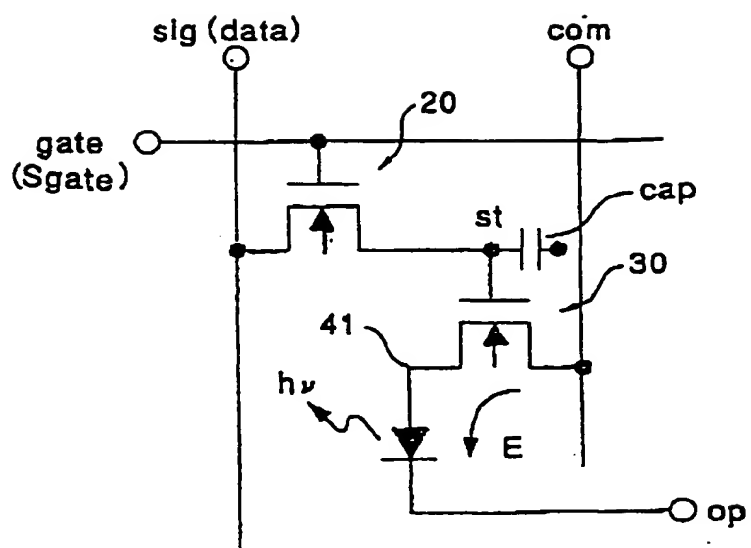 sig (data)
com
gate
(Sgate)
20
cap
st
30
41
hν
E
op